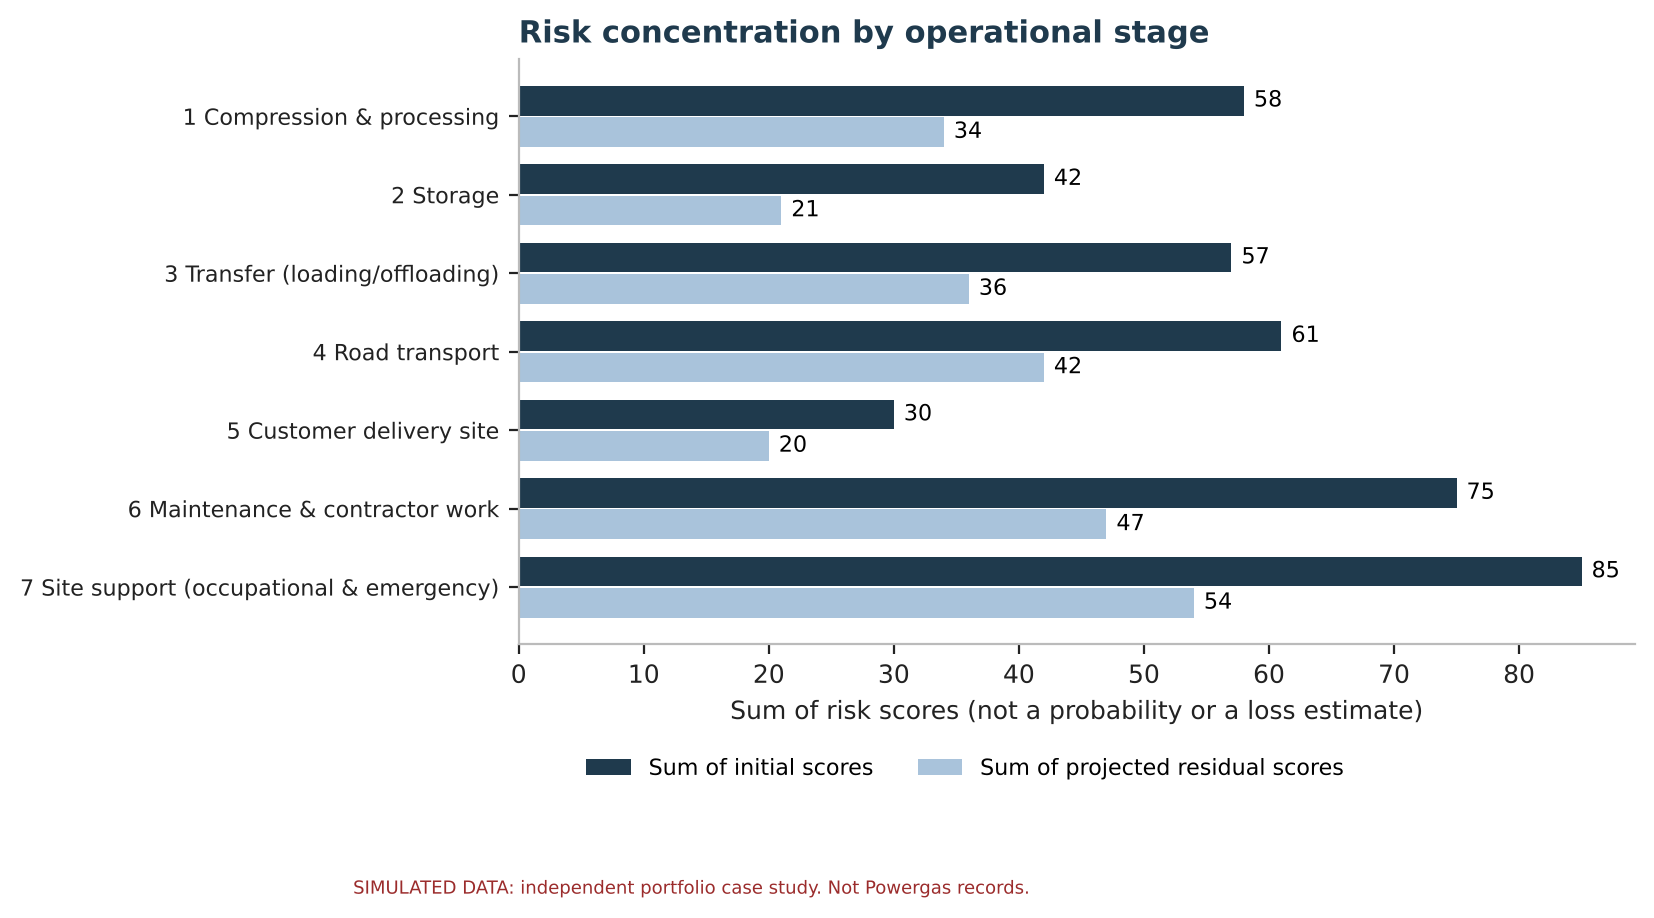 Risk concentration by operational stage
1 Compression & processing
58
34
2 Storage
42
21
3 Transfer (loading/offloading)
57
36
4 Road transport
61
42
5 Customer delivery site
30
20
6 Maintenance & contractor work
75
47
7 Site support (occupational & emergency)
85
54
0 10 20 30 40 50 60 70 80
Sum of risk scores (not a probability or a loss estimate)
Sum of initial scores Sum of projected residual scores
SIMULATED DATA: independent portfolio case study. Not Powergas records.